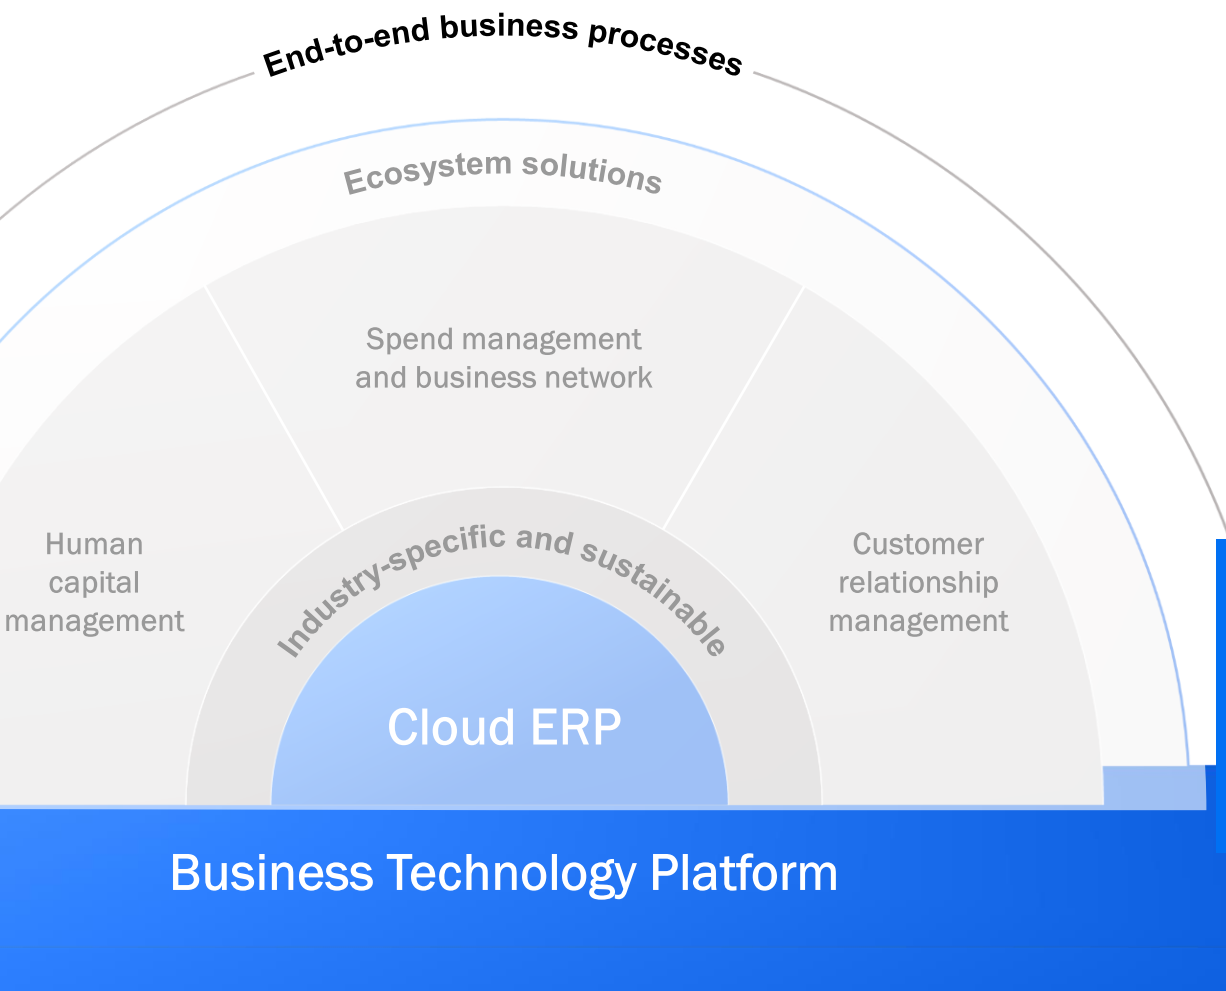 End-to-end business processes
Ecosystem solutions
Spend management
and business network
Human
capital
management
Customer
relationship
management
Industry-specific and sustainable
Cloud ERP
Business Technology Platform